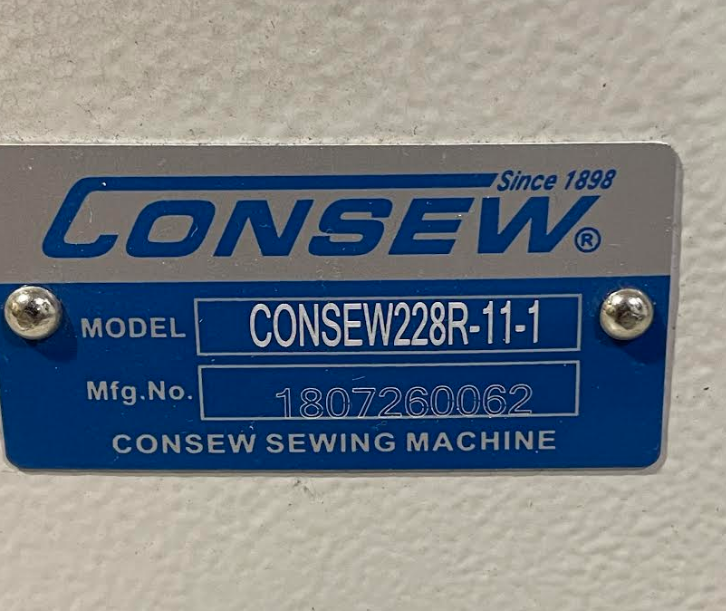 Since 1898
CONSEW®
MODEL CONSEW228R-11-1
Mfg.No. 1807260062
CONSEW SEWING MACHINE